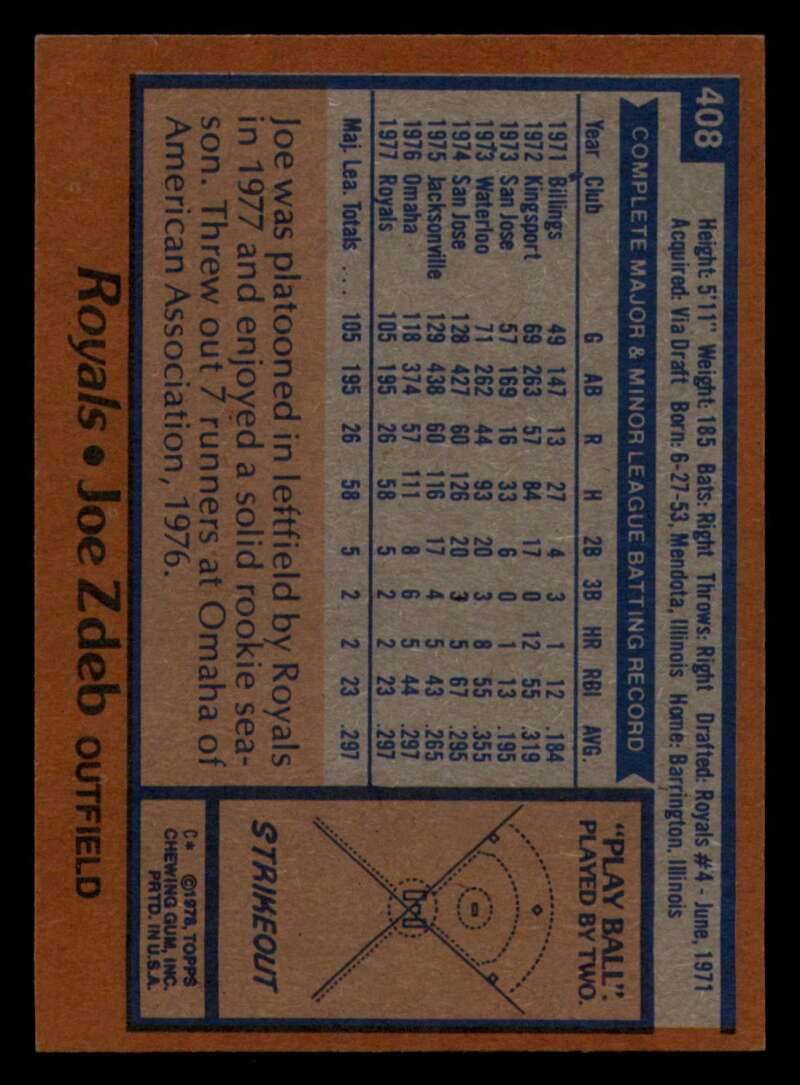 408
Height: 5'11" Weight: 185 Bats: Right Throws: Right Drafted: Royals #4 - June, 1971
Acquired: Via Draft Born: 6-27-53, Mendota, Illinois Home: Barrington, Illinois
COMPLETE MAJOR & MINOR LEAGUE BATTING RECORD
Year Club G AB R H 2B 3B HR RBI AVG.
1971 Billings 49 147 13 27 4 3 1 12 .184
1972 Kingsport 69 263 57 84 17 0 12 55 .319
1973 San Jose 57 169 16 33 6 0 1 13 .195
1973 Waterloo 71 262 44 93 20 3 8 55 .355
1974 San Jose 128 427 60 126 20 3 5 67 .295
1975 Jacksonville 129 438 60 116 17 4 5 43 .265
1976 Omaha 118 374 57 111 8 6 5 44 .297
1977 Royals 105 195 26 58 5 2 2 23 .297
Maj. Lea. Totals .... 105 195 26 58 5 2 2 23 .297
Joe was platooned in leftfield by Royals
in 1977 and enjoyed a solid rookie sea-
son. Threw out 7 runners at Omaha of
American Association, 1976.
"PLAY BALL":
PLAYED BY TWO.
STRIKEOUT
C* ©1978, TOPPS
CHEWING GUM, INC.
PRTD. IN U.S.A.
Royals • Joe Zdeb OUTFIELD